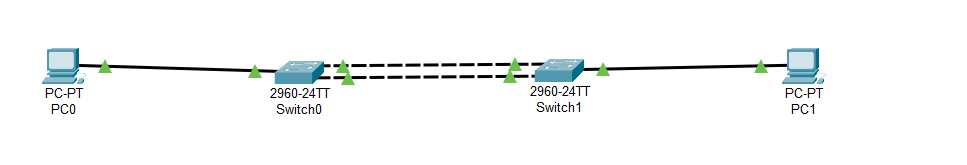 PC-PT
PC0
2960-24TT
Switch0
2960-24TT
Switch1
PC-PT
PC1